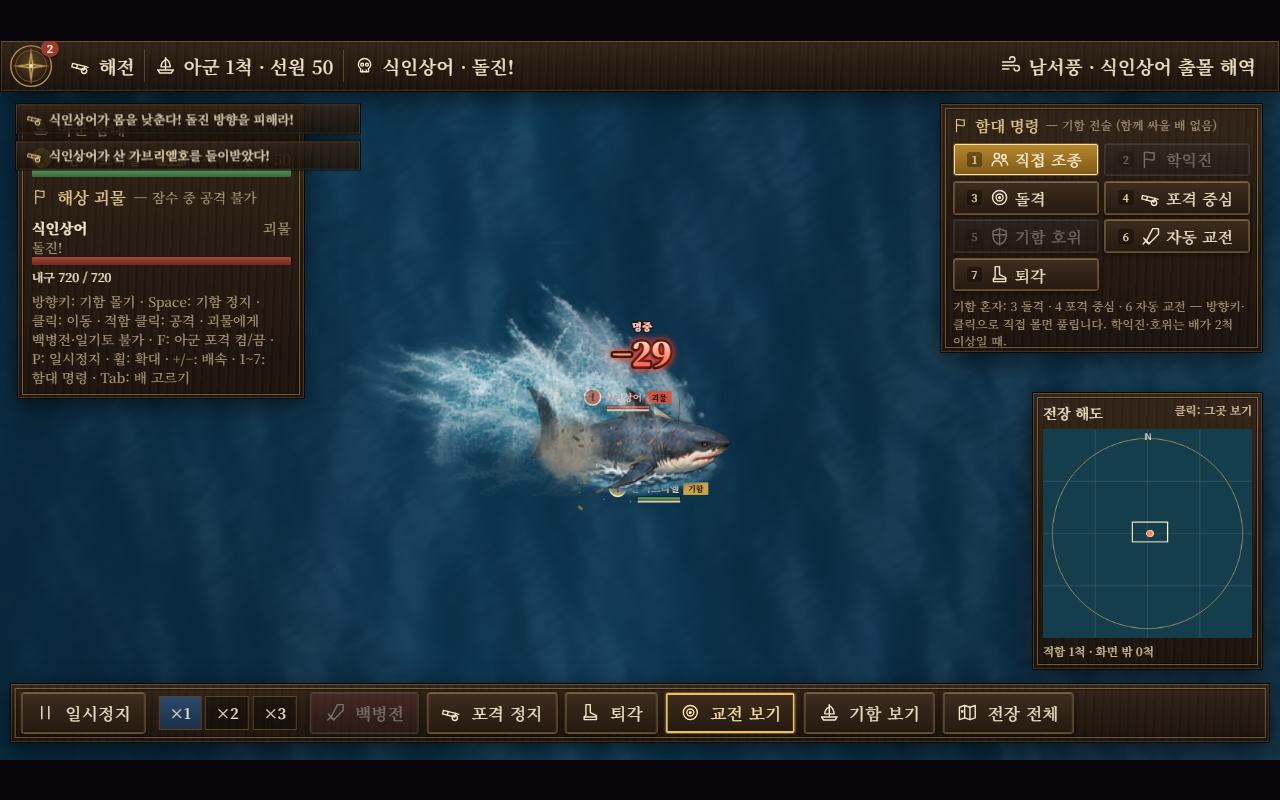 2
해전
아군 1척 · 선원 50
식인상어 · 돌진!
남서풍 · 식인상어 출몰 해역
식인상어가 몸을 낮춘다! 돌진 방향을 피해라!
식인상어가 산 가브리엘호를 들이받았다!
해상 괴물 — 잠수 중 공격 불가
식인상어 괴물
돌진!
내구 720 / 720
방향키: 기함 몰기 · Space: 기함 정지 ·
클릭: 이동 · 적함 클릭: 공격 · 괴물에게
백병전·일기토 불가 · F: 아군 포격 켬/끔 ·
P: 일시정지 · 휠: 확대 · +/−: 배속 · 1~7:
함대 명령 · Tab: 배 고르기
명중
−29
괴물
기함
함대 명령 — 기함 전술 (함께 싸울 배 없음)
1 직접 조종
2 학익진
3 돌격
4 포격 중심
5 기함 호위
6 자동 교전
7 퇴각
기함 혼자: 3 돌격 · 4 포격 중심 · 6 자동 교전 — 방향키·
클릭으로 직접 몰면 풀립니다. 학익진·호위는 배가 2척
이상일 때.
전장 해도 클릭: 그곳 보기
N
적함 1척 · 화면 밖 0척
일시정지
×1
×2
×3
백병전
포격 정지
퇴각
교전 보기
기함 보기
전장 전체